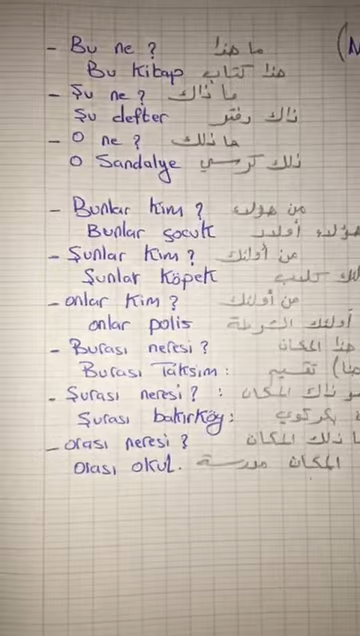 - Bu ne ? ما هذا
Bu Kitap هذا كتاب
- Şu ne ? ما ذاك
Şu defter ذاك دفتر
- O ne ? ما ذلك
O Sandalye ذلك كرسي
- Bunlar kim ? من هؤلاء
Bunlar şocuk أولاد
- Şunlar kim ? من أولئك
Şunlar köpek
- onlar kim ? من أولئك
onlar polis أولئك الشرطة
- Burası neresi ? هذا المكان
Burası Taksim : تقسيم
- Şurası neresi ? : ذاك المكان
Şurası bakırköy : بكركوي
- orası neresi ? ذلك المكان
Orası okul . المكان مدرسة